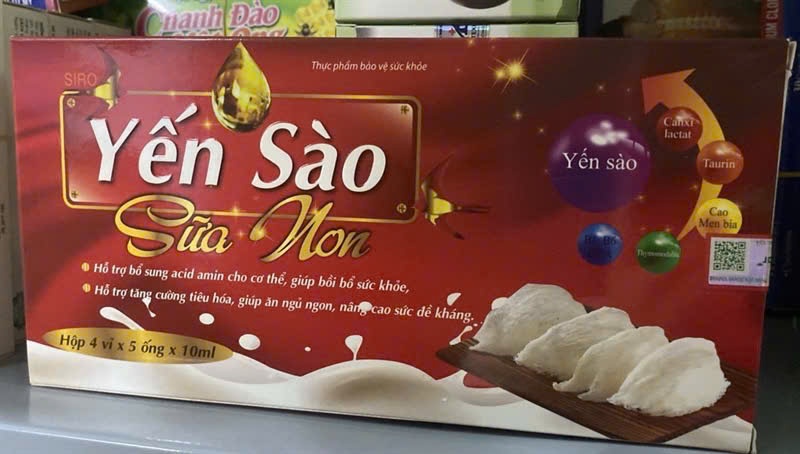 Chanh Đào
SIRO
Thực phẩm bảo vệ sức khỏe
Yến Sào
Sữa Non
Hỗ trợ bổ sung acid amin cho cơ thể, giúp bồi bổ sức khỏe,
Hỗ trợ tăng cường tiêu hóa, giúp ăn ngủ ngon, nâng cao sức đề kháng.
Hộp 4 vỉ x 5 ống x 10ml
Yến sào
Canxi
lactat
Taurin
Cao
Men bia
Thymomodulin